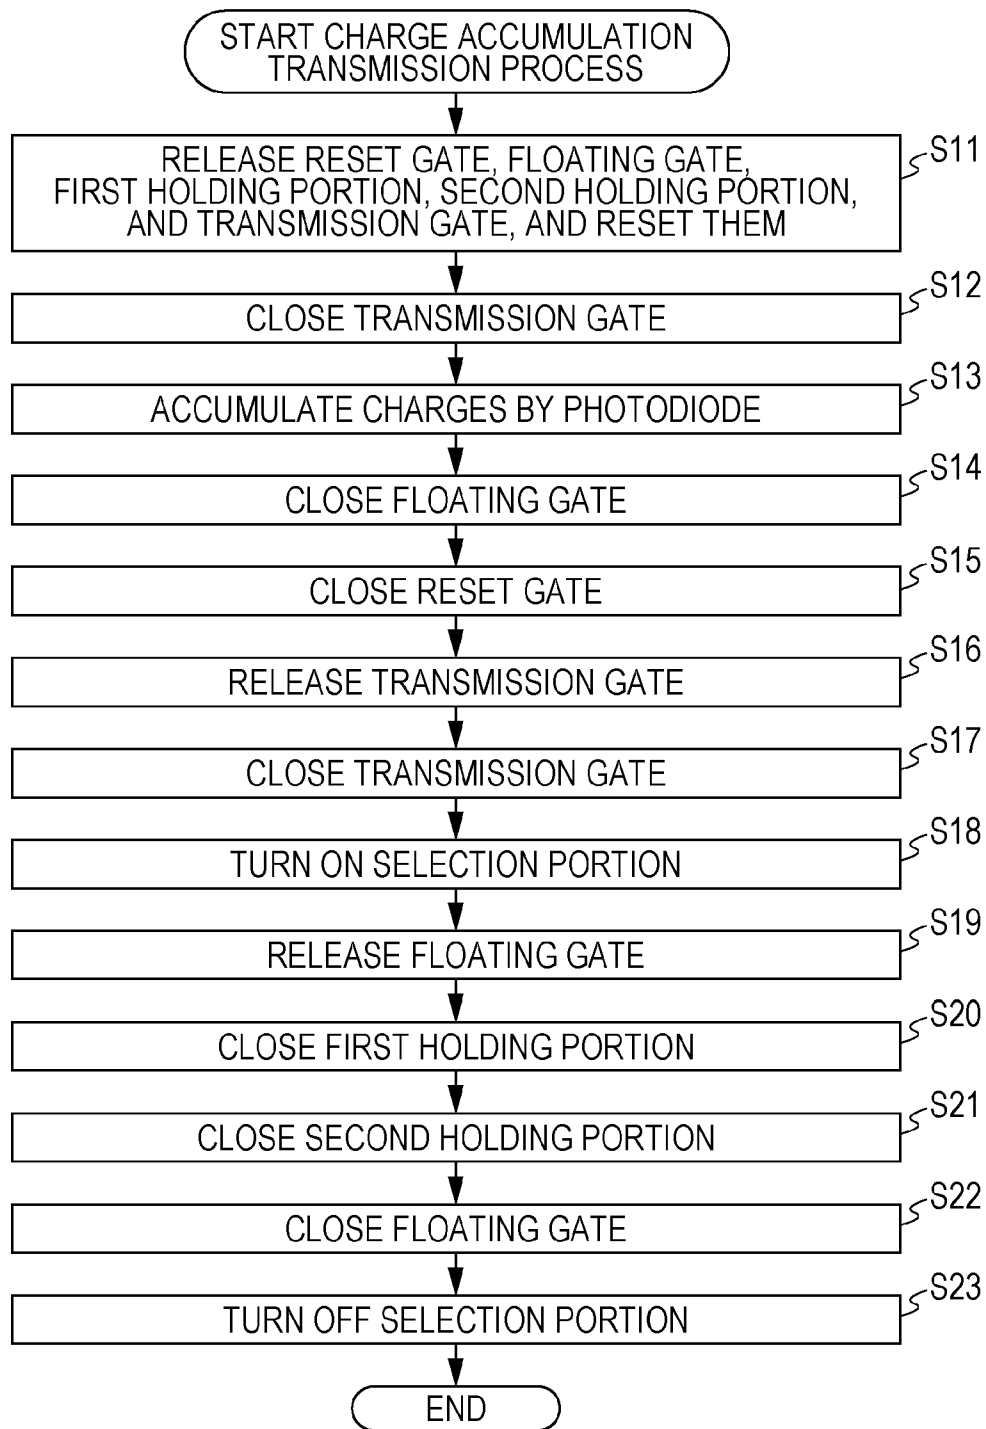 START CHARGE ACCUMULATION
TRANSMISSION PROCESS
S11
RELEASE RESET GATE, FLOATING GATE,
FIRST HOLDING PORTION, SECOND HOLDING PORTION,
AND TRANSMISSION GATE, AND RESET THEM
S12
CLOSE TRANSMISSION GATE
S13
ACCUMULATE CHARGES BY PHOTODIODE
S14
CLOSE FLOATING GATE
S15
CLOSE RESET GATE
S16
RELEASE TRANSMISSION GATE
S17
CLOSE TRANSMISSION GATE
S18
TURN ON SELECTION PORTION
S19
RELEASE FLOATING GATE
S20
CLOSE FIRST HOLDING PORTION
S21
CLOSE SECOND HOLDING PORTION
S22
CLOSE FLOATING GATE
S23
TURN OFF SELECTION PORTION
END